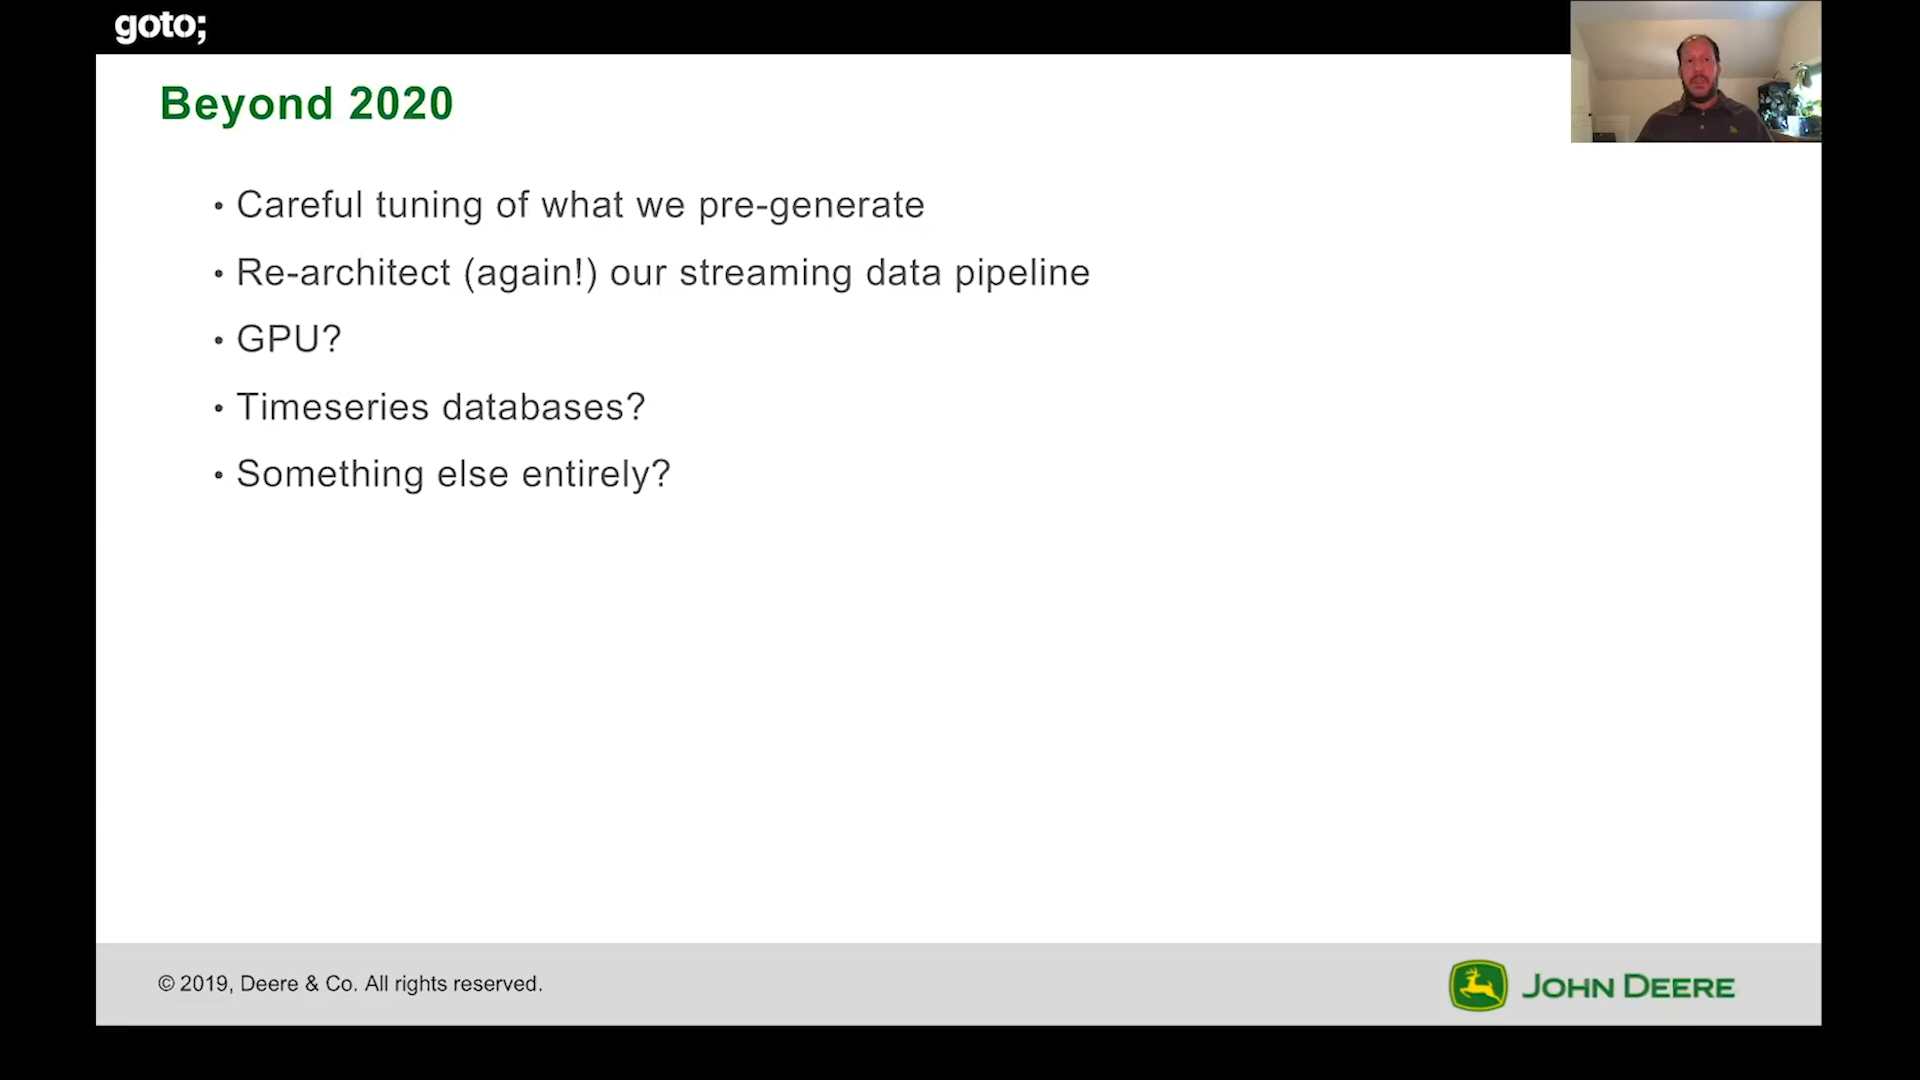 goto;
Beyond 2020
• Careful tuning of what we pre-generate
• Re-architect (again!) our streaming data pipeline
• GPU?
• Timeseries databases?
• Something else entirely?
© 2019, Deere & Co. All rights reserved.
JOHN DEERE